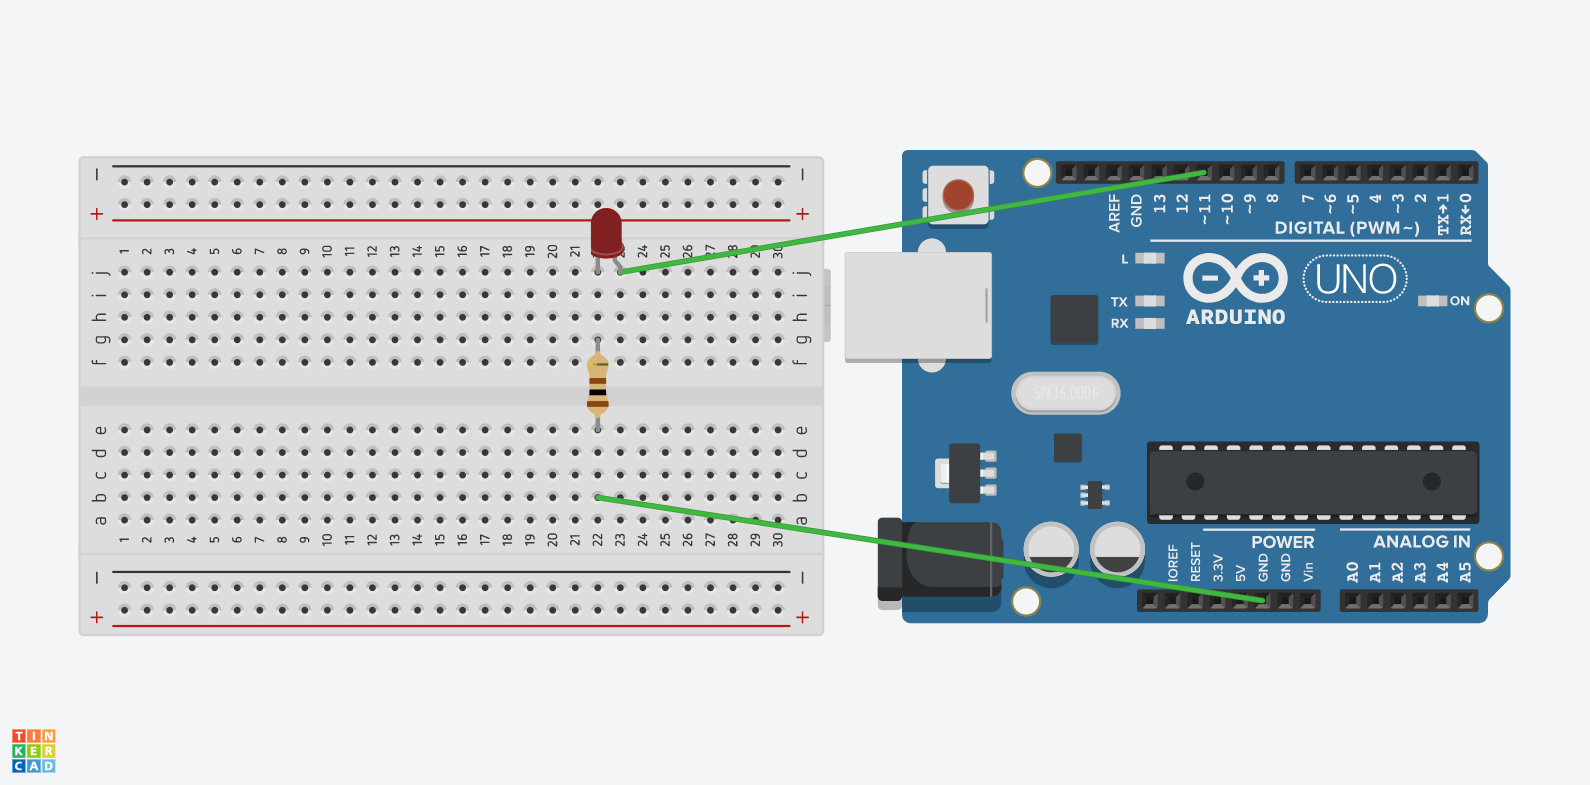 − −
+ +
1 2 3 4 5 6 7 8 9 10 11 12 13 14 15 16 17 18 19 20 21 24 25 26 27 28 29 30
j j
i i
h h
g g
f f
e e
d d
c c
b b
a a
1 2 3 4 5 6 7 8 9 10 11 12 13 14 15 16 17 18 19 20 21 22 23 24 25 26 27 28 29 30
− −
+ +
AREF
GND
13
12
~11
~10
~9
8
7
~6
~5
4
~3
2
TX→1
RX←0
DIGITAL (PWM~)
L
TX
RX
UNO
ARDUINO
ON
SPK16.000G
POWER
ANALOG IN
IOREF
RESET
3.3V
5V
GND
GND
Vin
A0
A1
A2
A3
A4
A5
TIN
KER
CAD